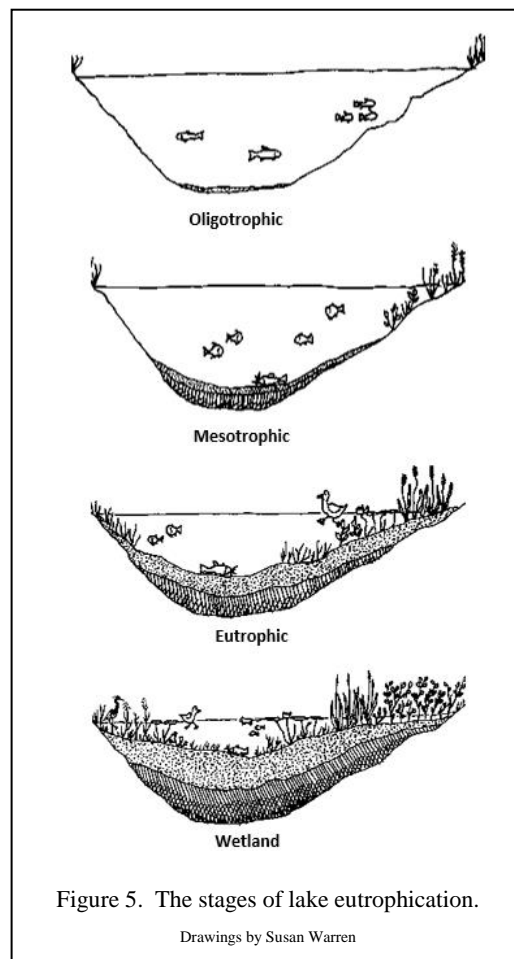 Oligotrophic
Mesotrophic
Eutrophic
Wetland
Figure 5. The stages of lake eutrophication.
Drawings by Susan Warren